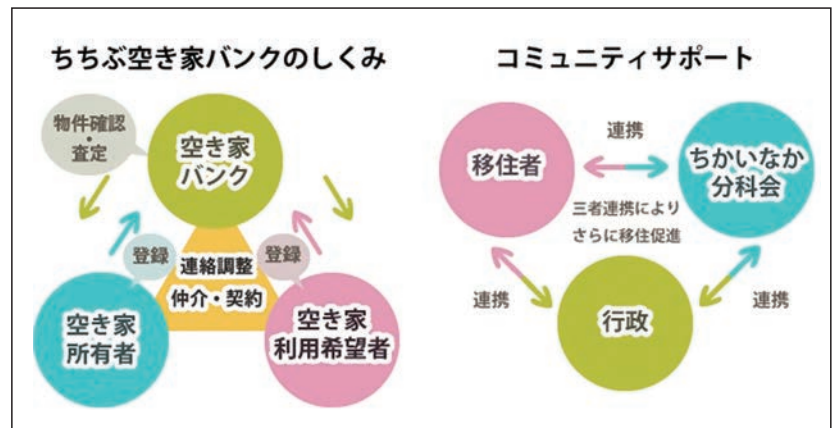 ちちぶ空き家バンクのしくみ
物件確認
・
査定
空き家
バンク
登録
登録
連絡調整
仲介・契約
空き家
所有者
空き家
利用希望者
コミュニティサポート
移住者
連携
ちかいなか
分科会
三者連携により
さらに移住促進
連携
連携
行政